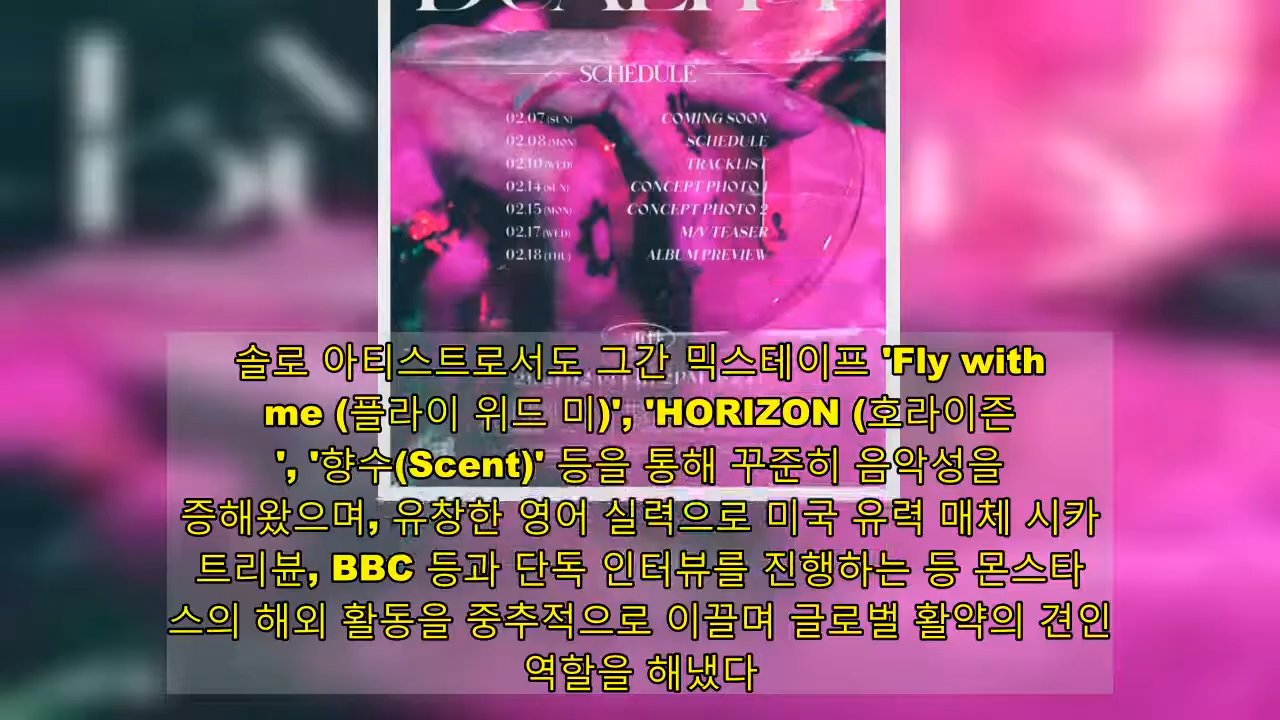 SCHEDULE
02.07 (SUN) COMING SOON
02.08 (MON) SCHEDULE
02.10 (WED) TRACKLIST
02.14 (SUN) CONCEPT PHOTO 1
02.15 (MON) CONCEPT PHOTO 2
02.17 (WED) M/V TEASER
02.18 (THU) ALBUM PREVIEW
솔로 아티스트로서도 그간 믹스테이프 'Fly with
me (플라이 위드 미)', 'HORIZON (호라이즌
', '향수(Scent)' 등을 통해 꾸준히 음악성을
증해왔으며, 유창한 영어 실력으로 미국 유력 매체 시카
트리뷴, BBC 등과 단독 인터뷰를 진행하는 등 몬스타
스의 해외 활동을 중추적으로 이끌며 글로벌 활약의 견인
역할을 해냈다